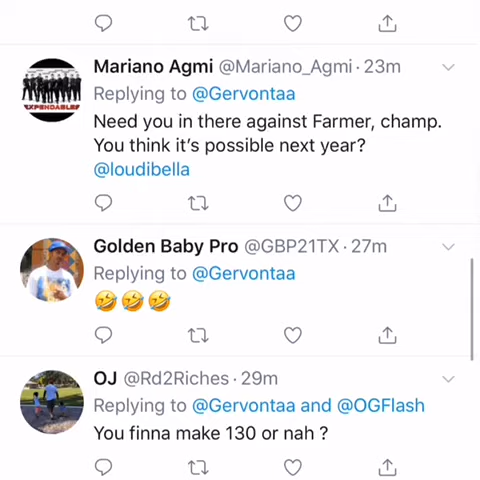 Mariano Agmi @Mariano_Agmi · 23m
Replying to @Gervontaa
Need you in there against Farmer, champ.
You think it’s possible next year?
@loudibella
EXPENDABLES
Golden Baby Pro @GBP21TX · 27m
Replying to @Gervontaa
🤣🤣🤣
OJ @Rd2Riches · 29m
Replying to @Gervontaa and @OGFlash
You finna make 130 or nah ?